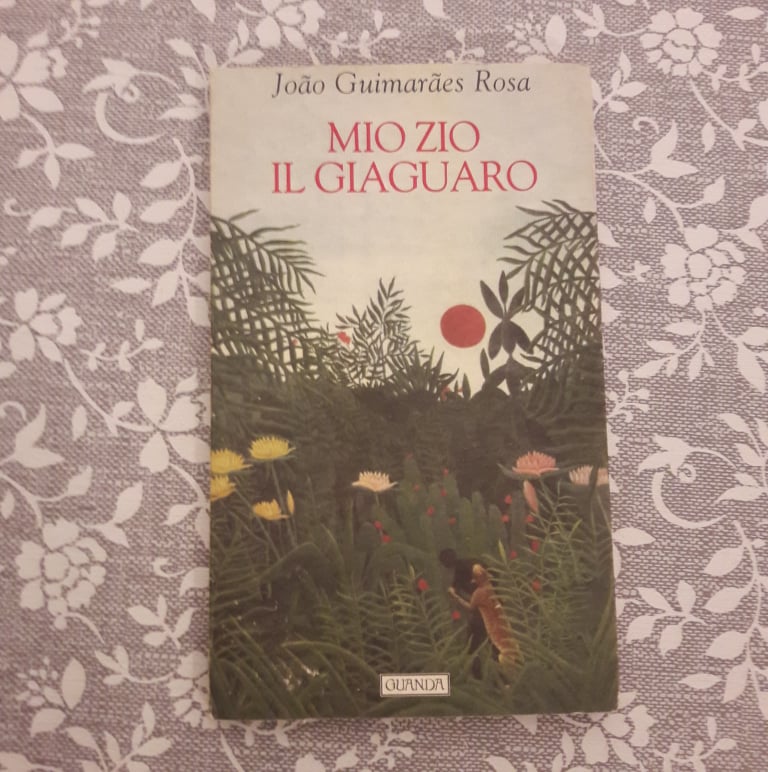 João Guimarães Rosa
MIO ZIO
IL GIAGUARO
GUANDA